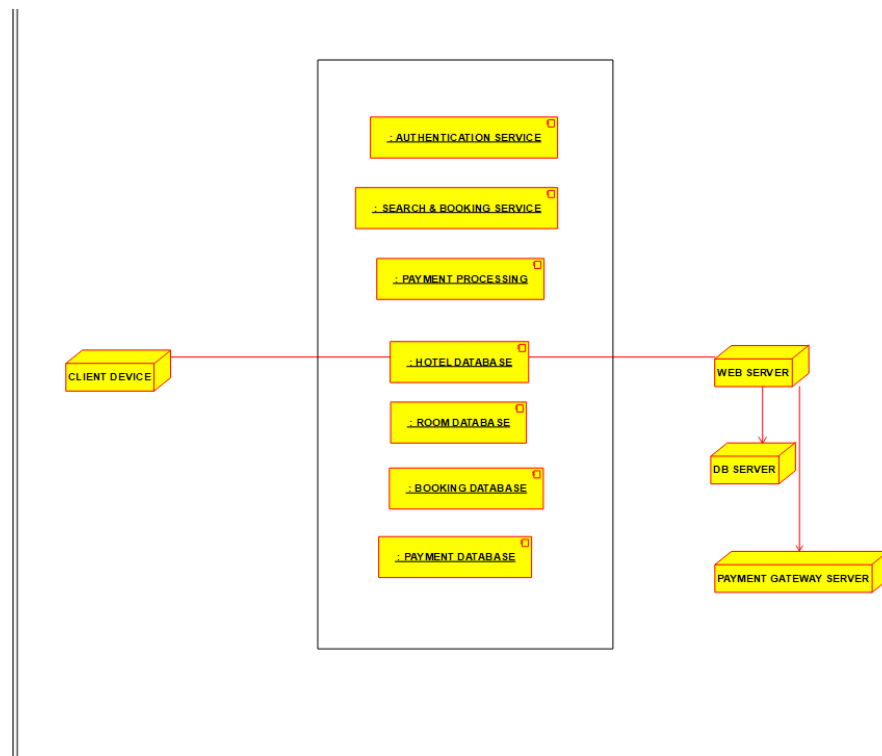 : AUTHENTICATION SERVICE
: SEARCH & BOOKING SERVICE
: PAYMENT PROCESSING
: HOTEL DATABASE
CLIENT DEVICE
WEB SERVER
: ROOM DATABASE
DB SERVER
: BOOKING DATABASE
: PAYMENT DATABASE
PAYMENT GATEWAY SERVER